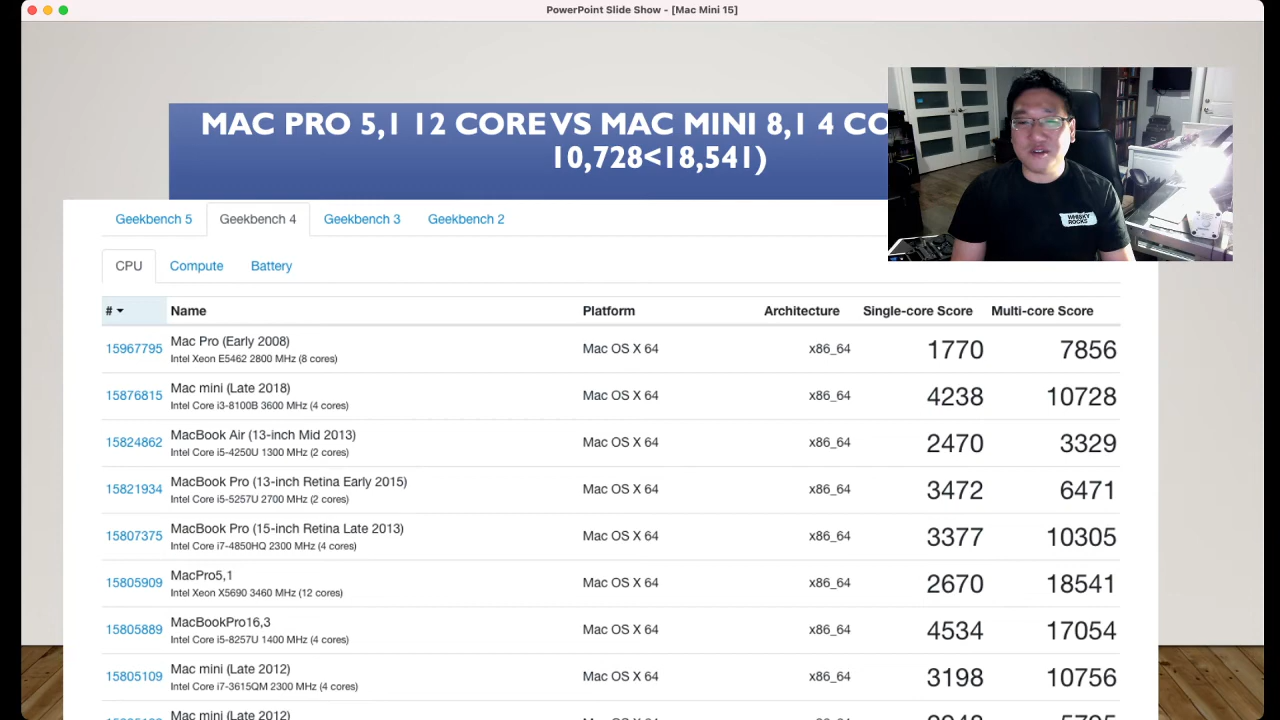 PowerPoint Slide Show - [Mac Mini 15]
MAC PRO 5,1 12 CORE VS MAC MINI 8,1 4 CO
10,728<18,541)
WHISKY
ROCKS
Geekbench 5 Geekbench 4 Geekbench 3 Geekbench 2
CPU Compute Battery
# Name Platform Architecture Single-core Score Multi-core Score
Mac Pro (Early 2008)
15967795 Mac OS X 64 x86_64 1770 7856
Intel Xeon E5462 2800 MHz (8 cores)
Mac mini (Late 2018)
15876815 Mac OS X 64 x86_64 4238 10728
Intel Core i3-8100B 3600 MHz (4 cores)
MacBook Air (13-inch Mid 2013)
15824862 Mac OS X 64 x86_64 2470 3329
Intel Core i5-4250U 1300 MHz (2 cores)
MacBook Pro (13-inch Retina Early 2015)
15821934 Mac OS X 64 x86_64 3472 6471
Intel Core i5-5257U 2700 MHz (2 cores)
MacBook Pro (15-inch Retina Late 2013)
15807375 Mac OS X 64 x86_64 3377 10305
Intel Core i7-4850HQ 2300 MHz (4 cores)
MacPro5,1
15805909 Mac OS X 64 x86_64 2670 18541
Intel Xeon X5690 3460 MHz (12 cores)
MacBookPro16,3
15805889 Mac OS X 64 x86_64 4534 17054
Intel Core i5-8257U 1400 MHz (4 cores)
Mac mini (Late 2012)
15805109 Mac OS X 64 x86_64 3198 10756
Intel Core i7-3615QM 2300 MHz (4 cores)
Mac mini (Late 2012)